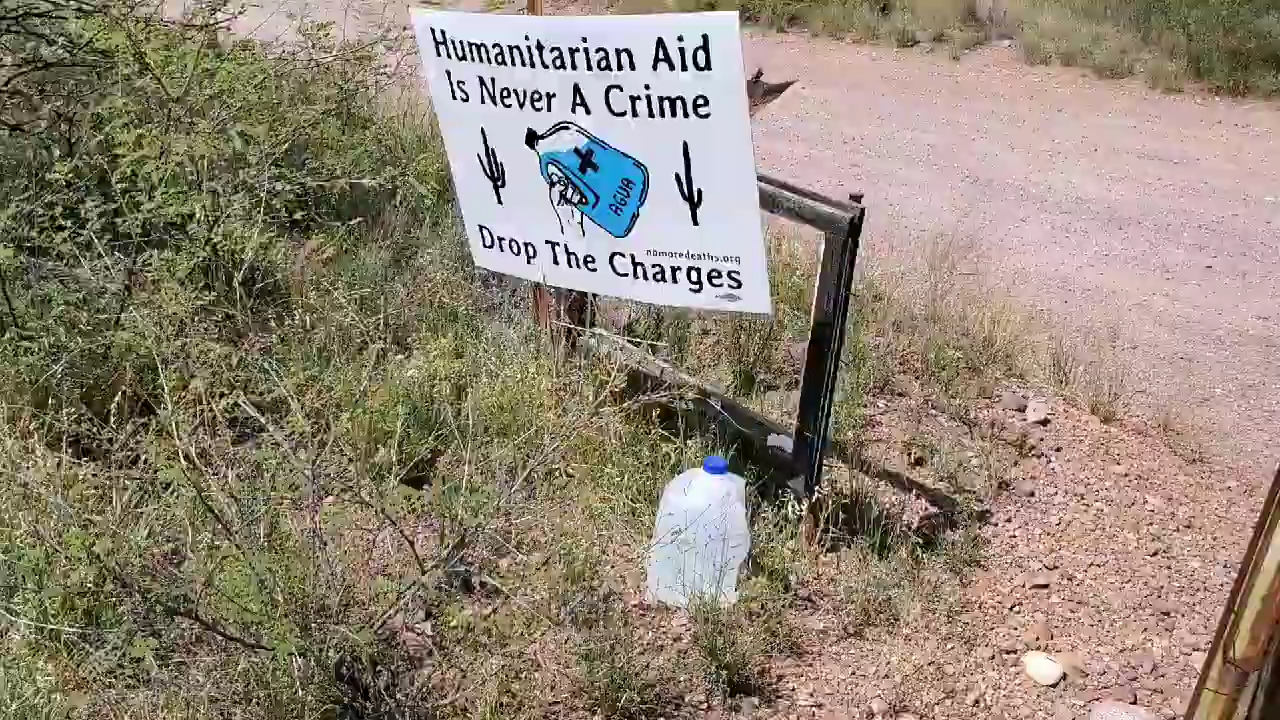 Humanitarian Aid
Is Never A Crime
AGUA
nomoredeaths.org
Drop The Charges